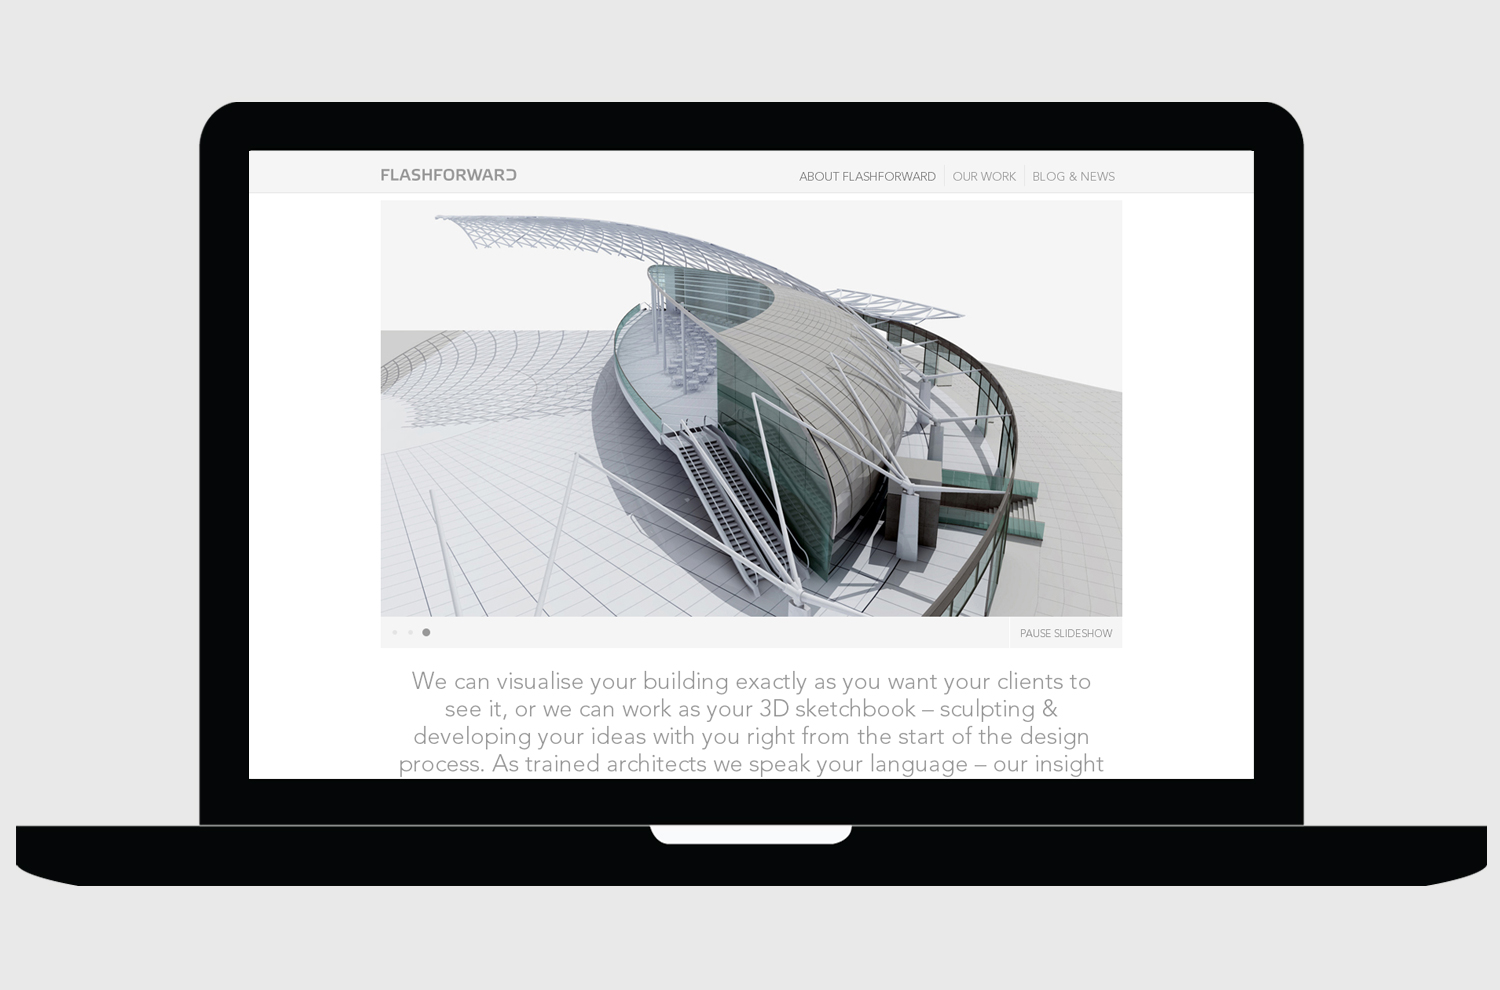 FLASHFORWARD
ABOUT FLASHFORWARD
OUR WORK
BLOG & NEWS
PAUSE SLIDESHOW
We can visualise your building exactly as you want your clients to
see it, or we can work as your 3D sketchbook – sculpting &
developing your ideas with you right from the start of the design
process. As trained architects we speak your language – our insight